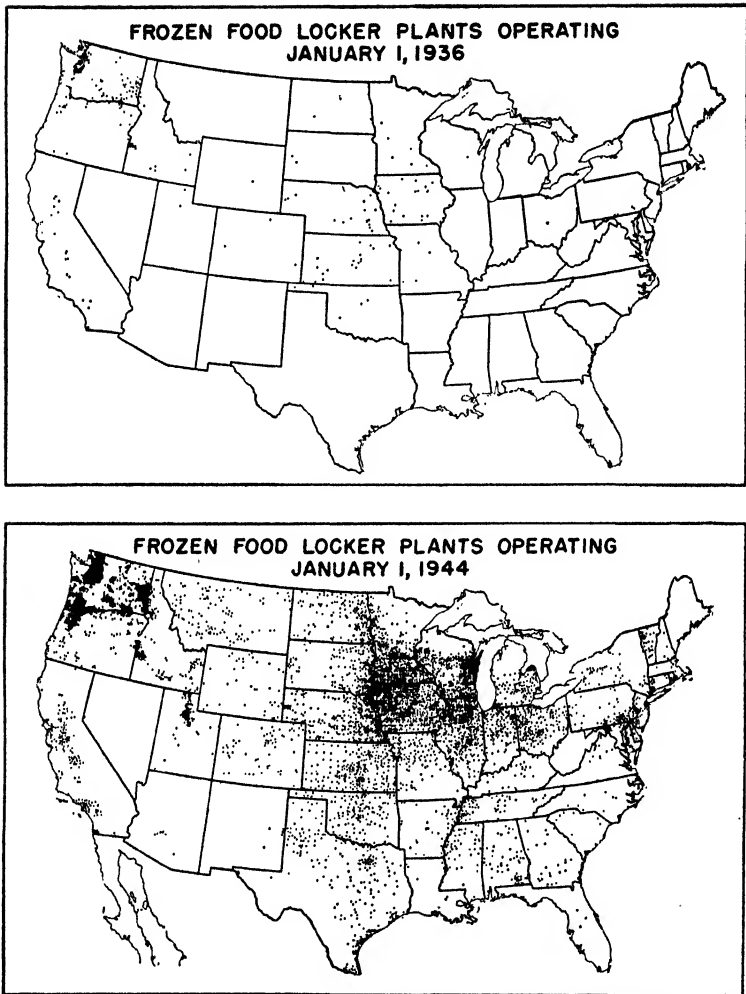 FROZEN FOOD LOCKER PLANTS OPERATING
JANUARY 1, 1936
FROZEN FOOD LOCKER PLANTS OPERATING
JANUARY 1, 1944